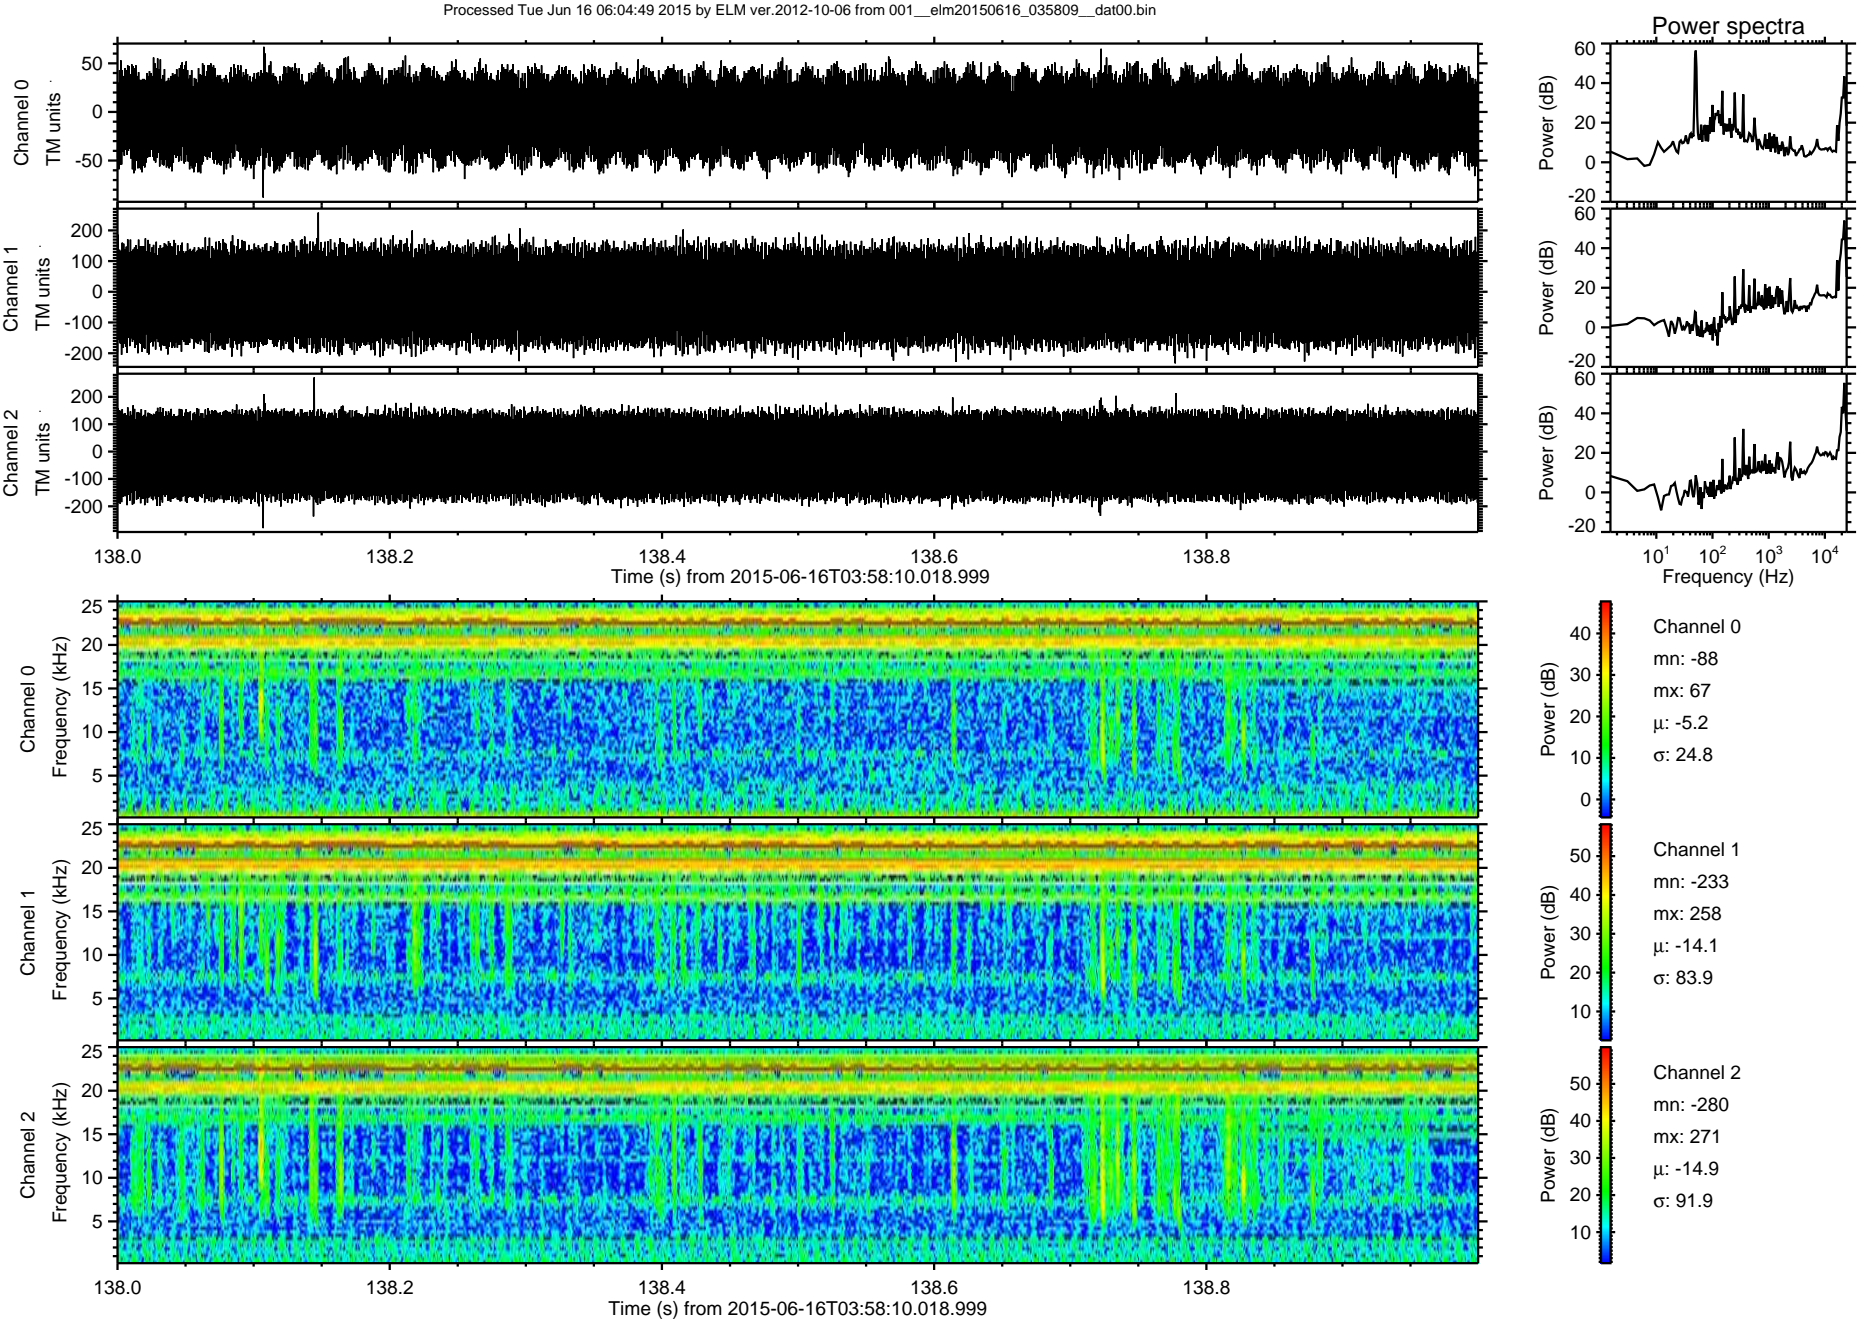 Processed Tue Jun 16 06:04:49 2015 by ELM ver.2012-10-06 from 001__elm20150616_035809__dat00.bin
Power spectra
Channel 0
TM units
50
0
-50
Power (dB)
60
40
20
0
-20
Channel 1
TM units
200
100
0
-100
-200
Power (dB)
60
40
20
0
-20
Channel 2
TM units
200
100
0
-100
-200
Power (dB)
60
40
20
0
-20
138.0 138.2 138.4 138.6 138.8
Time (s) from 2015-06-16T03:58:10.018.999
10^1 10^2 10^3 10^4
Frequency (Hz)
Channel 0
Frequency (kHz)
25
20
15
10
5
Power (dB)
40
30
20
10
0
Channel 0
mn: -88
mx: 67
μ: -5.2
σ: 24.8
Channel 1
Frequency (kHz)
25
20
15
10
5
Power (dB)
50
40
30
20
10
Channel 1
mn: -233
mx: 258
μ: -14.1
σ: 83.9
Channel 2
Frequency (kHz)
25
20
15
10
5
Power (dB)
50
40
30
20
10
Channel 2
mn: -280
mx: 271
μ: -14.9
σ: 91.9
138.0 138.2 138.4 138.6 138.8
Time (s) from 2015-06-16T03:58:10.018.999